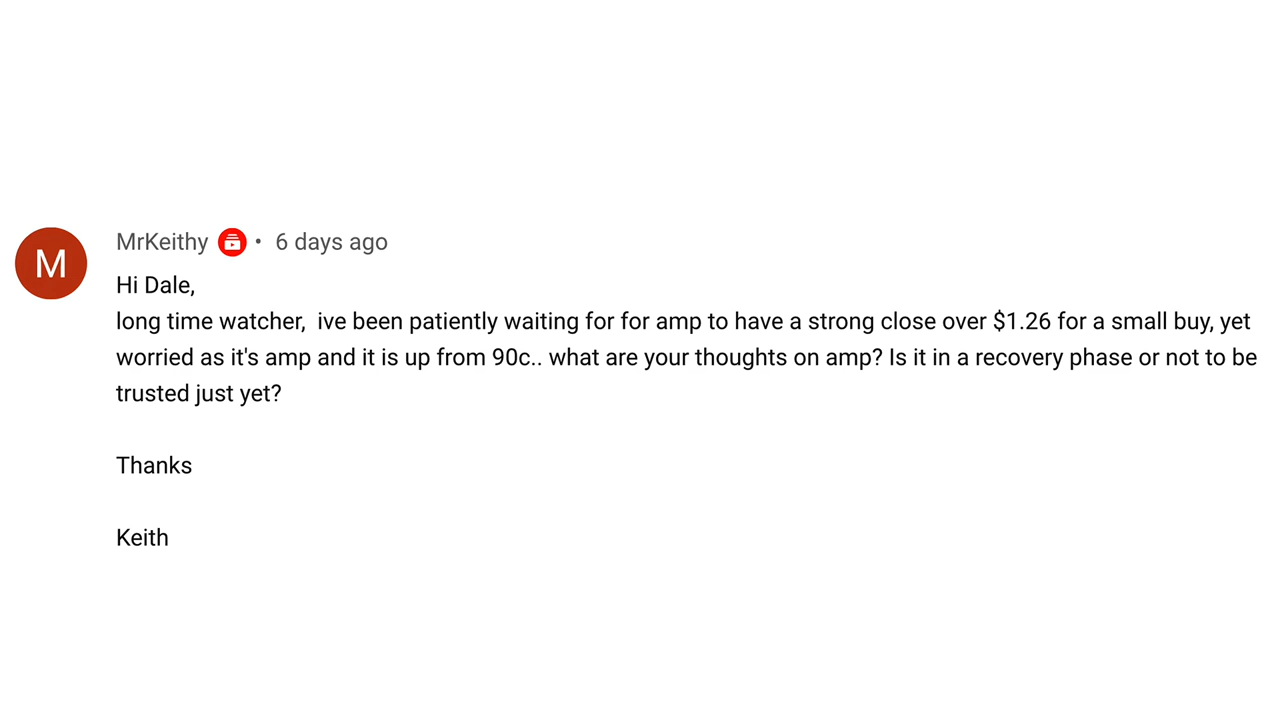 M
MrKeithy • 6 days ago
Hi Dale,
long time watcher,  ive been patiently waiting for for amp to have a strong close over $1.26 for a small buy, yet
worried as it's amp and it is up from 90c.. what are your thoughts on amp? Is it in a recovery phase or not to be
trusted just yet?
Thanks
Keith